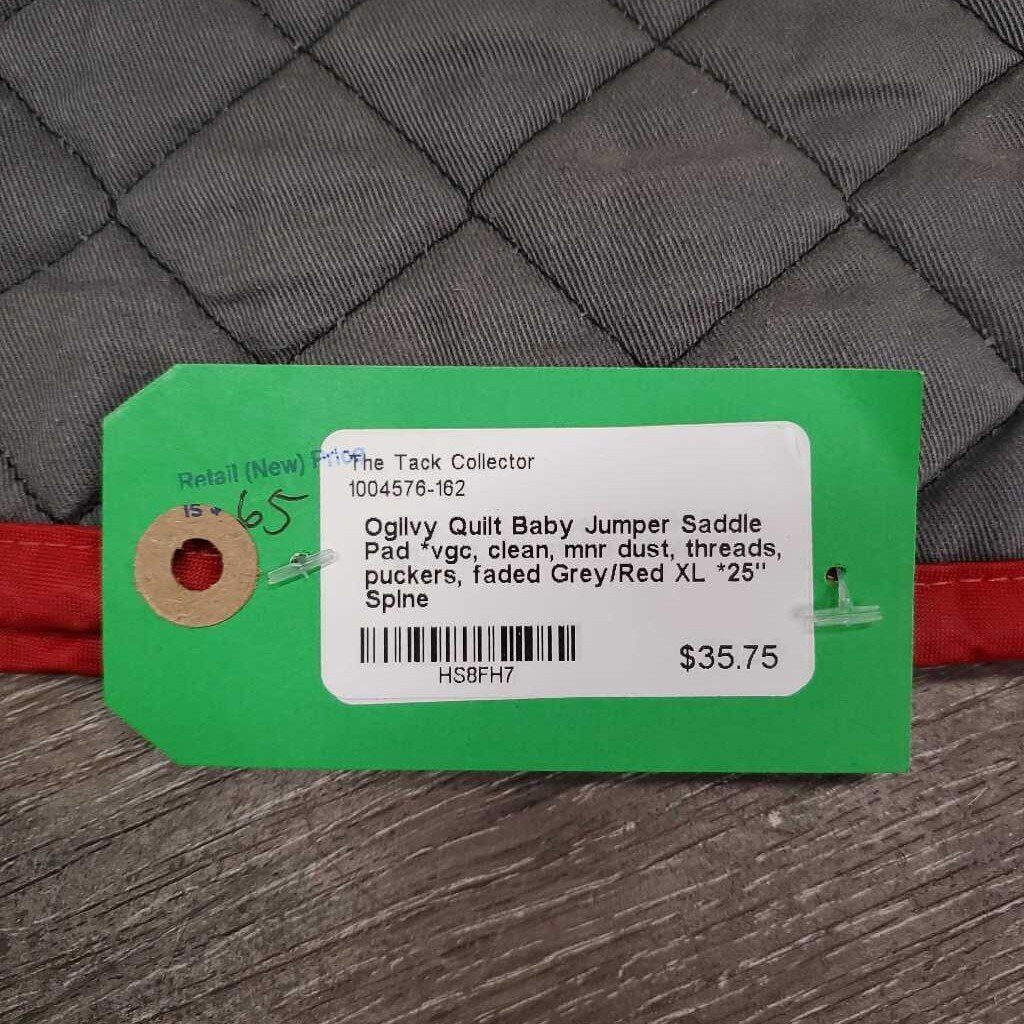 Retail (New) Price
is $ 65
The Tack Collector
1004576-162
Ogilvy Quilt Baby Jumper Saddle
Pad *vgc, clean, mnr dust, threads,
puckers, faded Grey/Red XL *25"
Spine
HS8FH7
$35.75